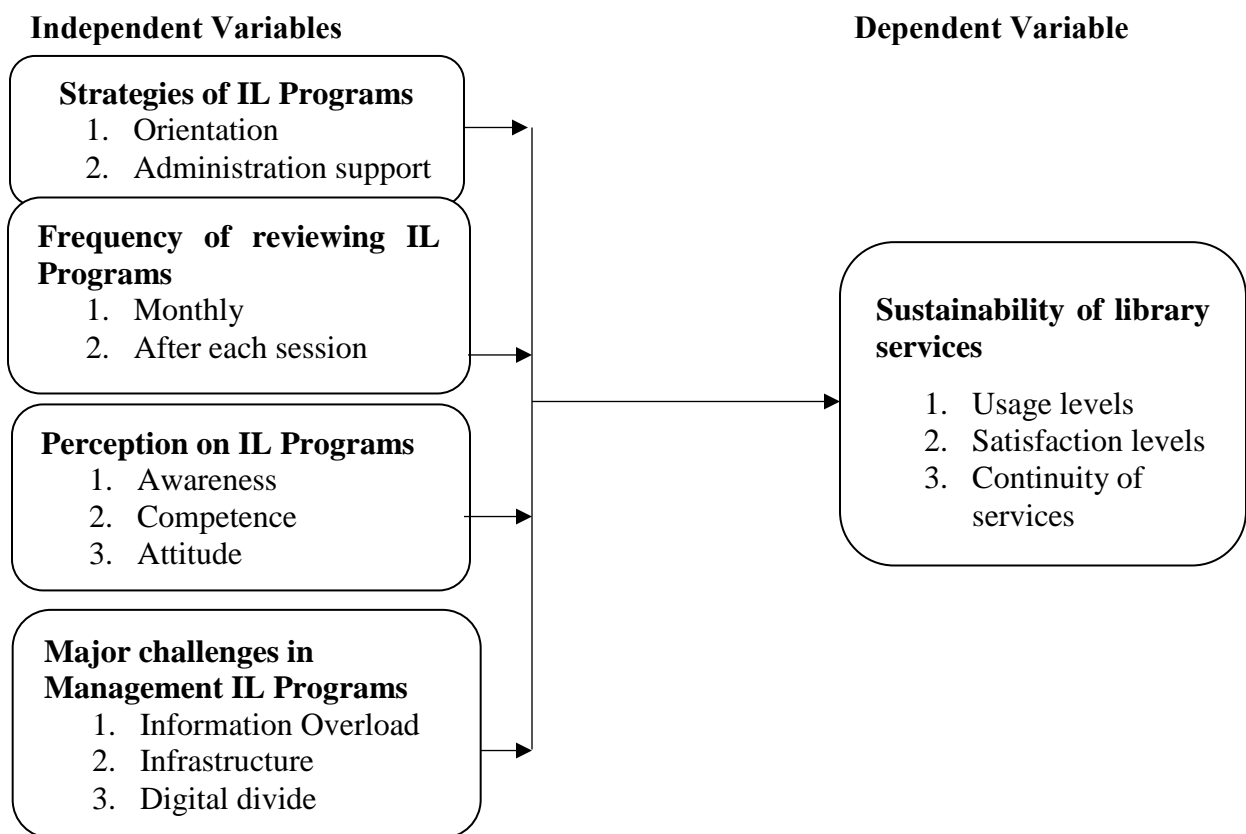 Independent Variables
Dependent Variable
Strategies of IL Programs
1. Orientation
2. Administration support
Frequency of reviewing IL
Programs
1. Monthly
2. After each session
Perception on IL Programs
1. Awareness
2. Competence
3. Attitude
Major challenges in
Management IL Programs
1. Information Overload
2. Infrastructure
3. Digital divide
Sustainability of library
services
1. Usage levels
2. Satisfaction levels
3. Continuity of
services